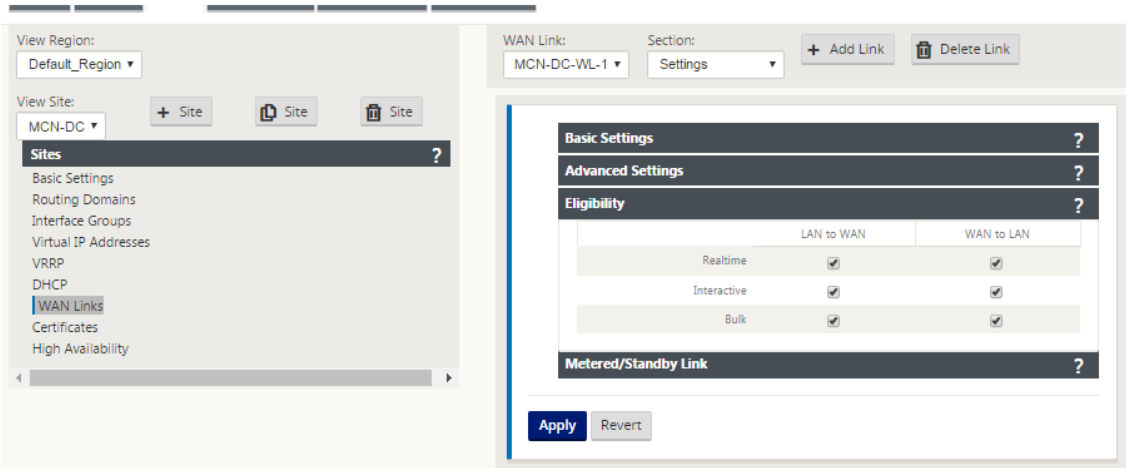 View Region:
Default_Region ▾
View Site:
MCN-DC ▾
+ Site
Site
Site
Sites ?
Basic Settings
Routing Domains
Interface Groups
Virtual IP Addresses
VRRP
DHCP
WAN Links
Certificates
High Availability
WAN Link: Section:
MCN-DC-WL-1 ▾ Settings ▾ + Add Link Delete Link
Basic Settings ?
Advanced Settings ?
Eligibility ?
LAN to WAN WAN to LAN
Realtime
Interactive
Bulk
Metered/Standby Link ?
Apply Revert